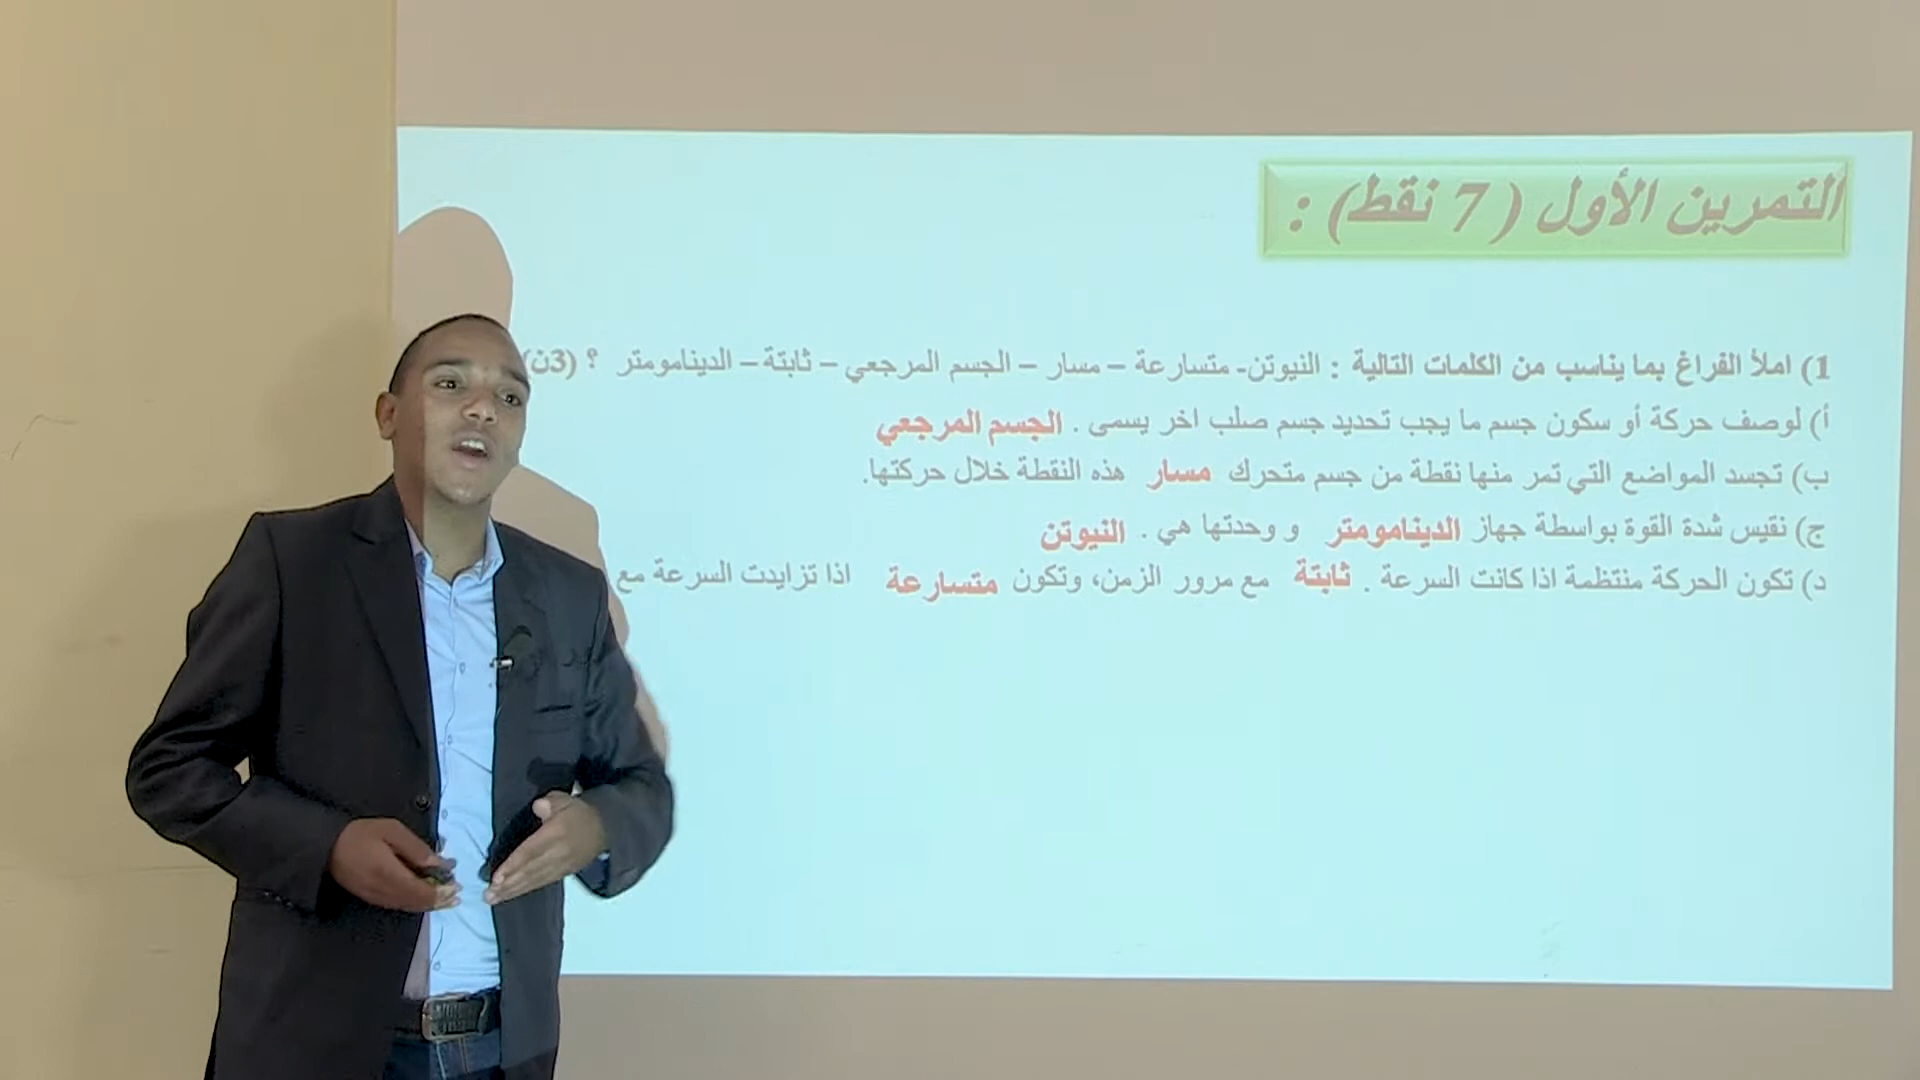 التمرين الأول ( 7 نقط) :
1) املأ الفراغ بما يناسب من الكلمات التالية : النيوتن- متسارعة – مسار – الجسم المرجعي – ثابتة – الدينامومتر ؟ (3ن)
أ) لوصف حركة أو سكون جسم ما يجب تحديد جسم صلب اخر يسمى . الجسم المرجعي
ب) تجسد المواضع التي تمر منها نقطة من جسم متحرك مسار هذه النقطة خلال حركتها.
ج) نقيس شدة القوة بواسطة جهاز الدينامومتر و وحدتها هي . النيوتن
د) تكون الحركة منتظمة اذا كانت السرعة . ثابتة مع مرور الزمن، وتكون متسارعة اذا تزايدت السرعة مع